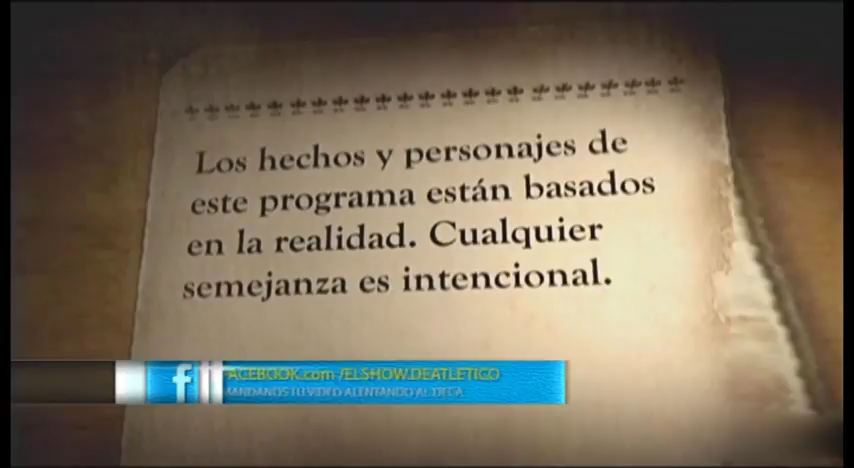 Los hechos y personajes de
este programa están basados
en la realidad. Cualquier
semejanza es intencional.
FACEBOOK.com /ELSHOW.DEATLETICO
MANDANOS TU VIDEO ALENTANDO AL DECA